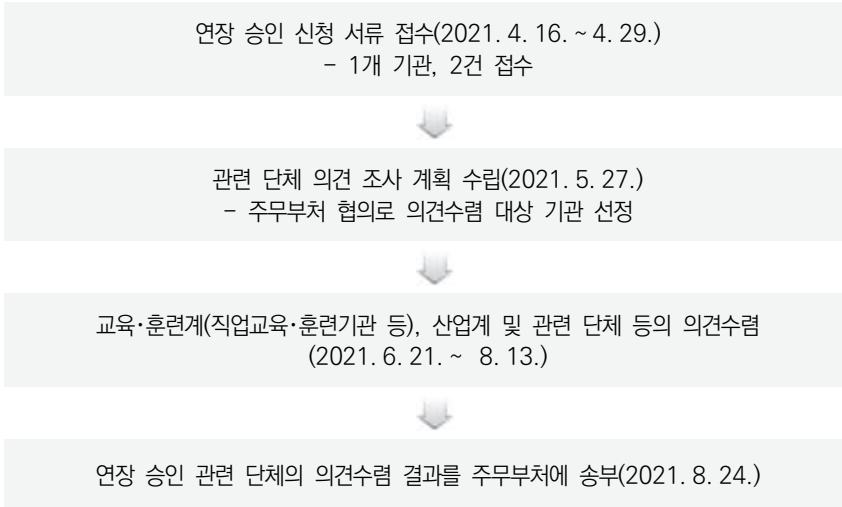 연장 승인 신청 서류 접수(2021. 4. 16. ~ 4. 29.)
- 1개 기관, 2건 접수
관련 단체 의견 조사 계획 수립(2021. 5. 27.)
- 주무부처 협의로 의견수렴 대상 기관 선정
교육·훈련계(직업교육·훈련기관 등), 산업계 및 관련 단체 등의 의견수렴
(2021. 6. 21. ~ 8. 13.)
연장 승인 관련 단체의 의견수렴 결과를 주무부처에 송부(2021. 8. 24.)